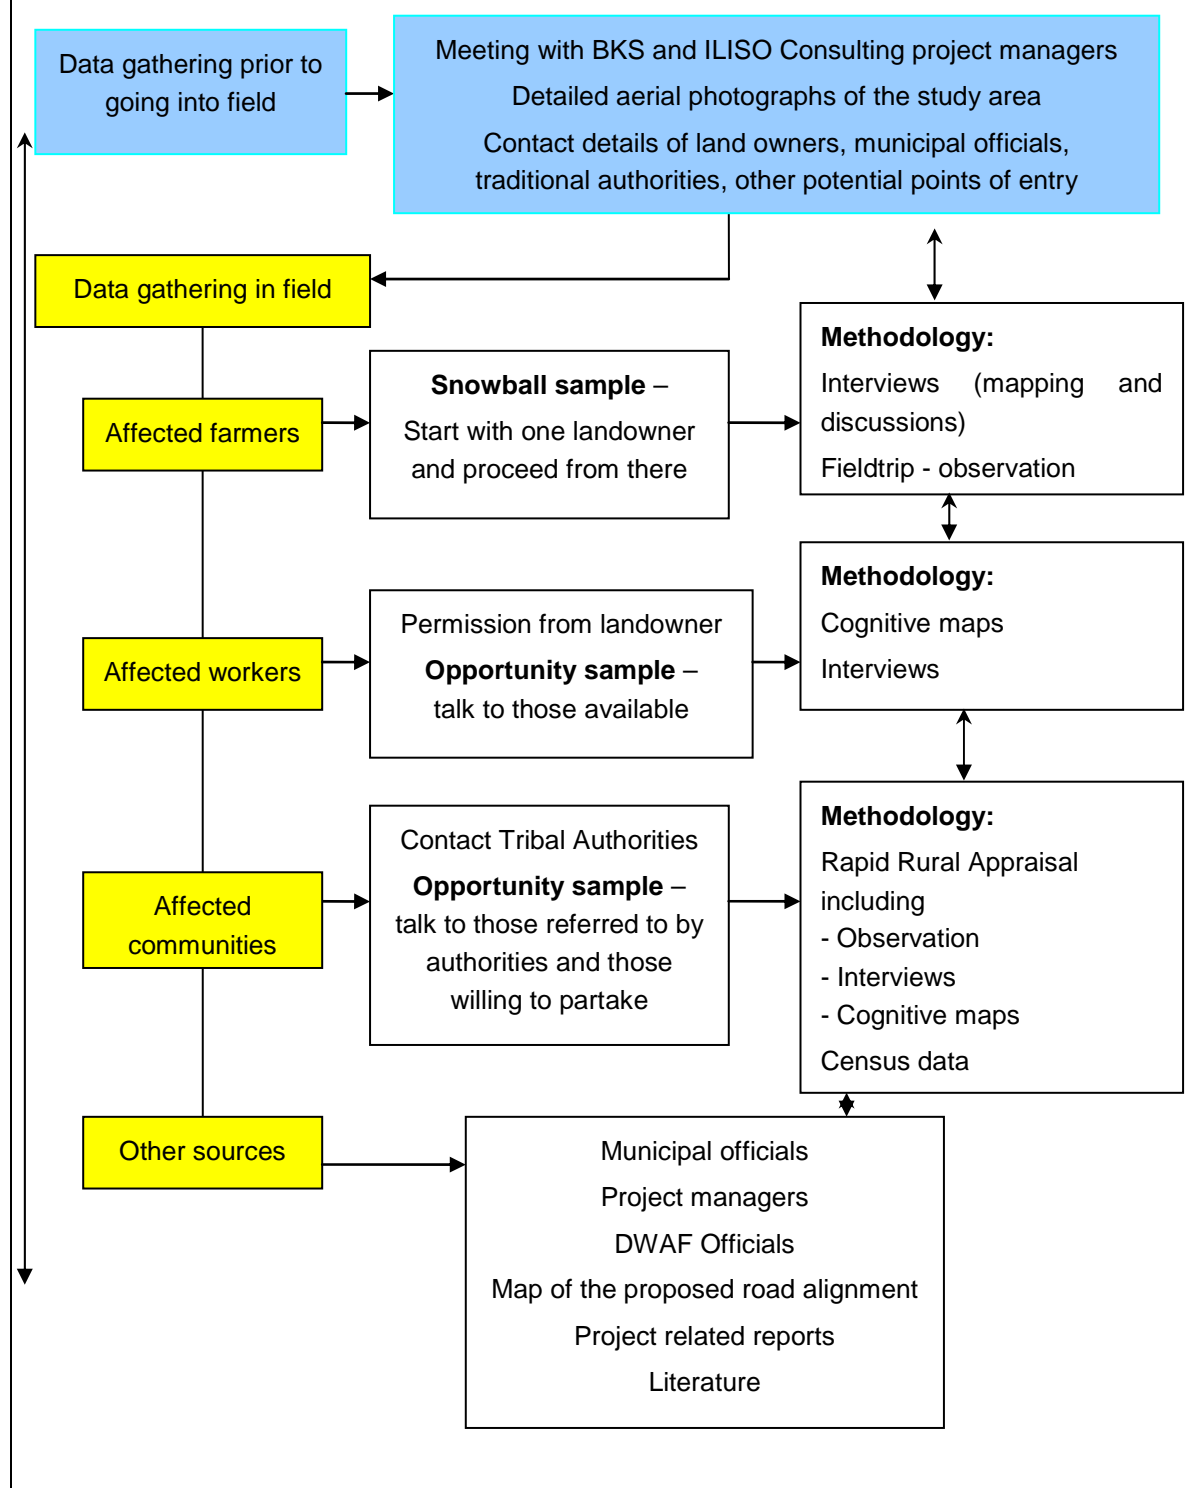 Data gathering prior to
going into field
Meeting with BKS and ILISO Consulting project managers
Detailed aerial photographs of the study area
Contact details of land owners, municipal officials,
traditional authorities, other potential points of entry
Data gathering in field
Affected farmers
Snowball sample –
Start with one landowner
and proceed from there
Methodology:
Interviews (mapping and
discussions)
Fieldtrip - observation
Affected workers
Permission from landowner
Opportunity sample –
talk to those available
Methodology:
Cognitive maps
Interviews
Affected
communities
Contact Tribal Authorities
Opportunity sample –
talk to those referred to by
authorities and those
willing to partake
Methodology:
Rapid Rural Appraisal
including
- Observation
- Interviews
- Cognitive maps
Census data
Other sources
Municipal officials
Project managers
DWAF Officials
Map of the proposed road alignment
Project related reports
Literature